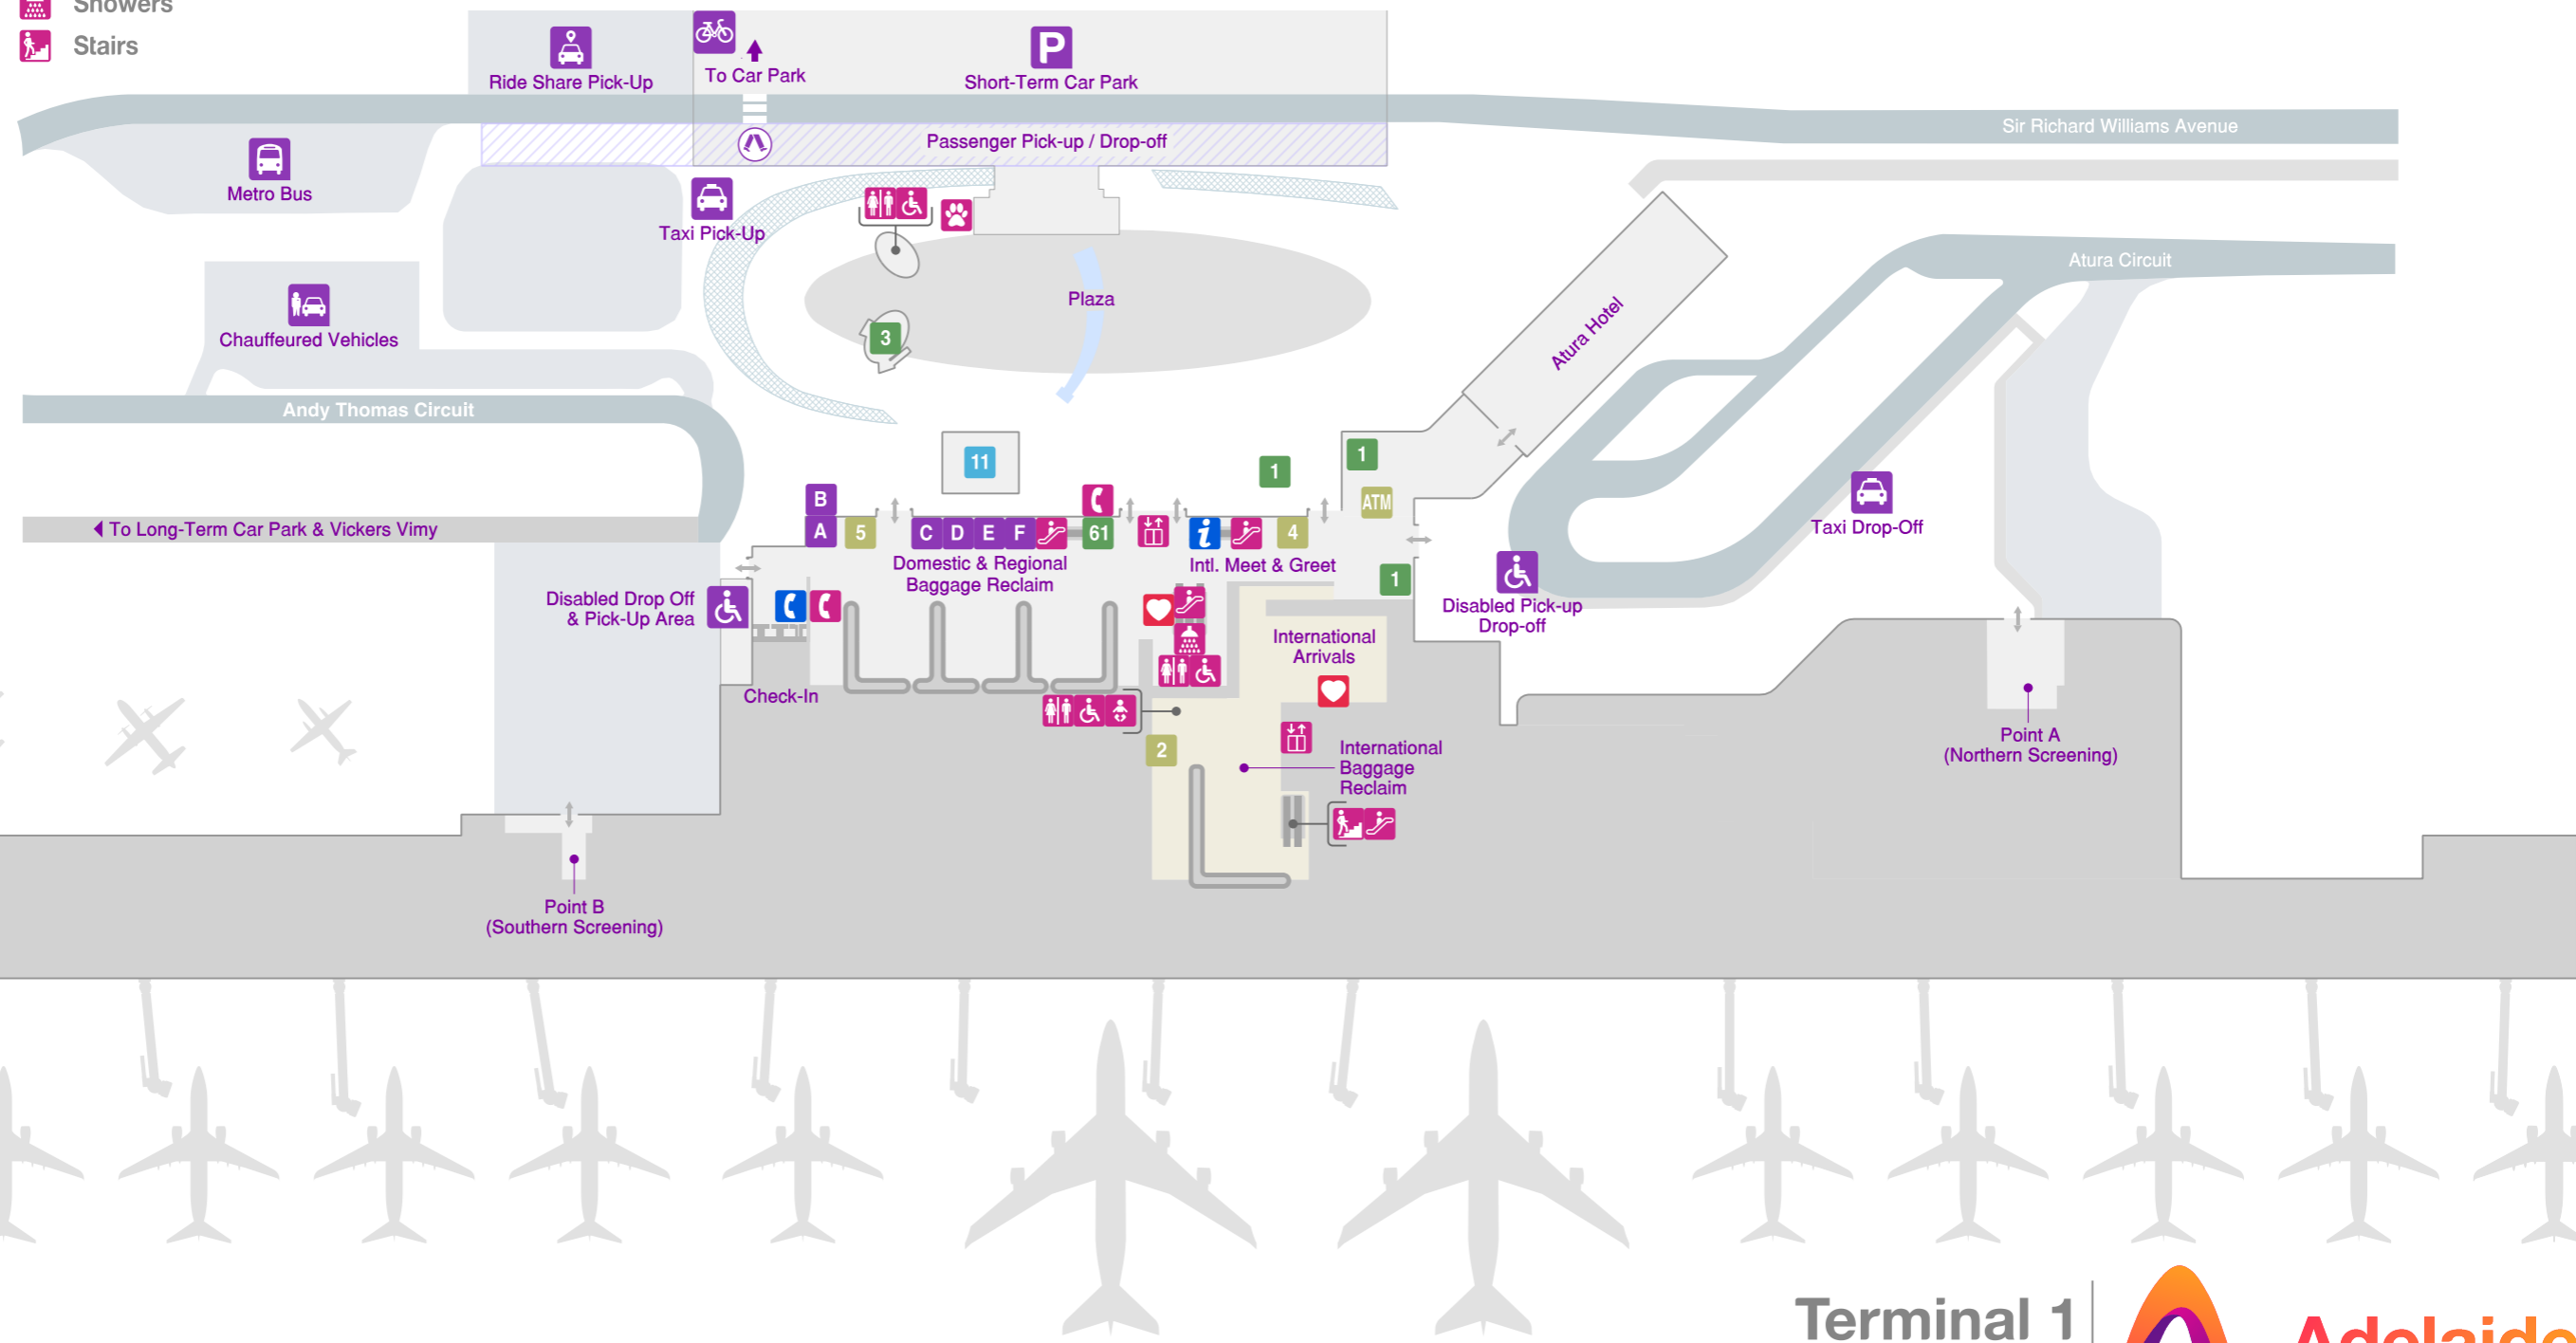 Showers
Stairs
Ride Share Pick-Up
To Car Park
P
Short-Term Car Park
Passenger Pick-up / Drop-off
Sir Richard Williams Avenue
Metro Bus
Taxi Pick-Up
Atura Circuit
Plaza
Chauffeured Vehicles
3
Atura Hotel
Andy Thomas Circuit
11
1
1
ATM
B
A
5
C
D
E
F
61
i
4
To Long-Term Car Park & Vickers Vimy
Taxi Drop-Off
Domestic & Regional
Baggage Reclaim
Intl. Meet & Greet
1
Disabled Drop Off
& Pick-Up Area
Disabled Pick-up
Drop-off
International
Arrivals
Check-In
2
International
Baggage
Reclaim
Point A
(Northern Screening)
Point B
(Southern Screening)
Terminal 1
Adelaide